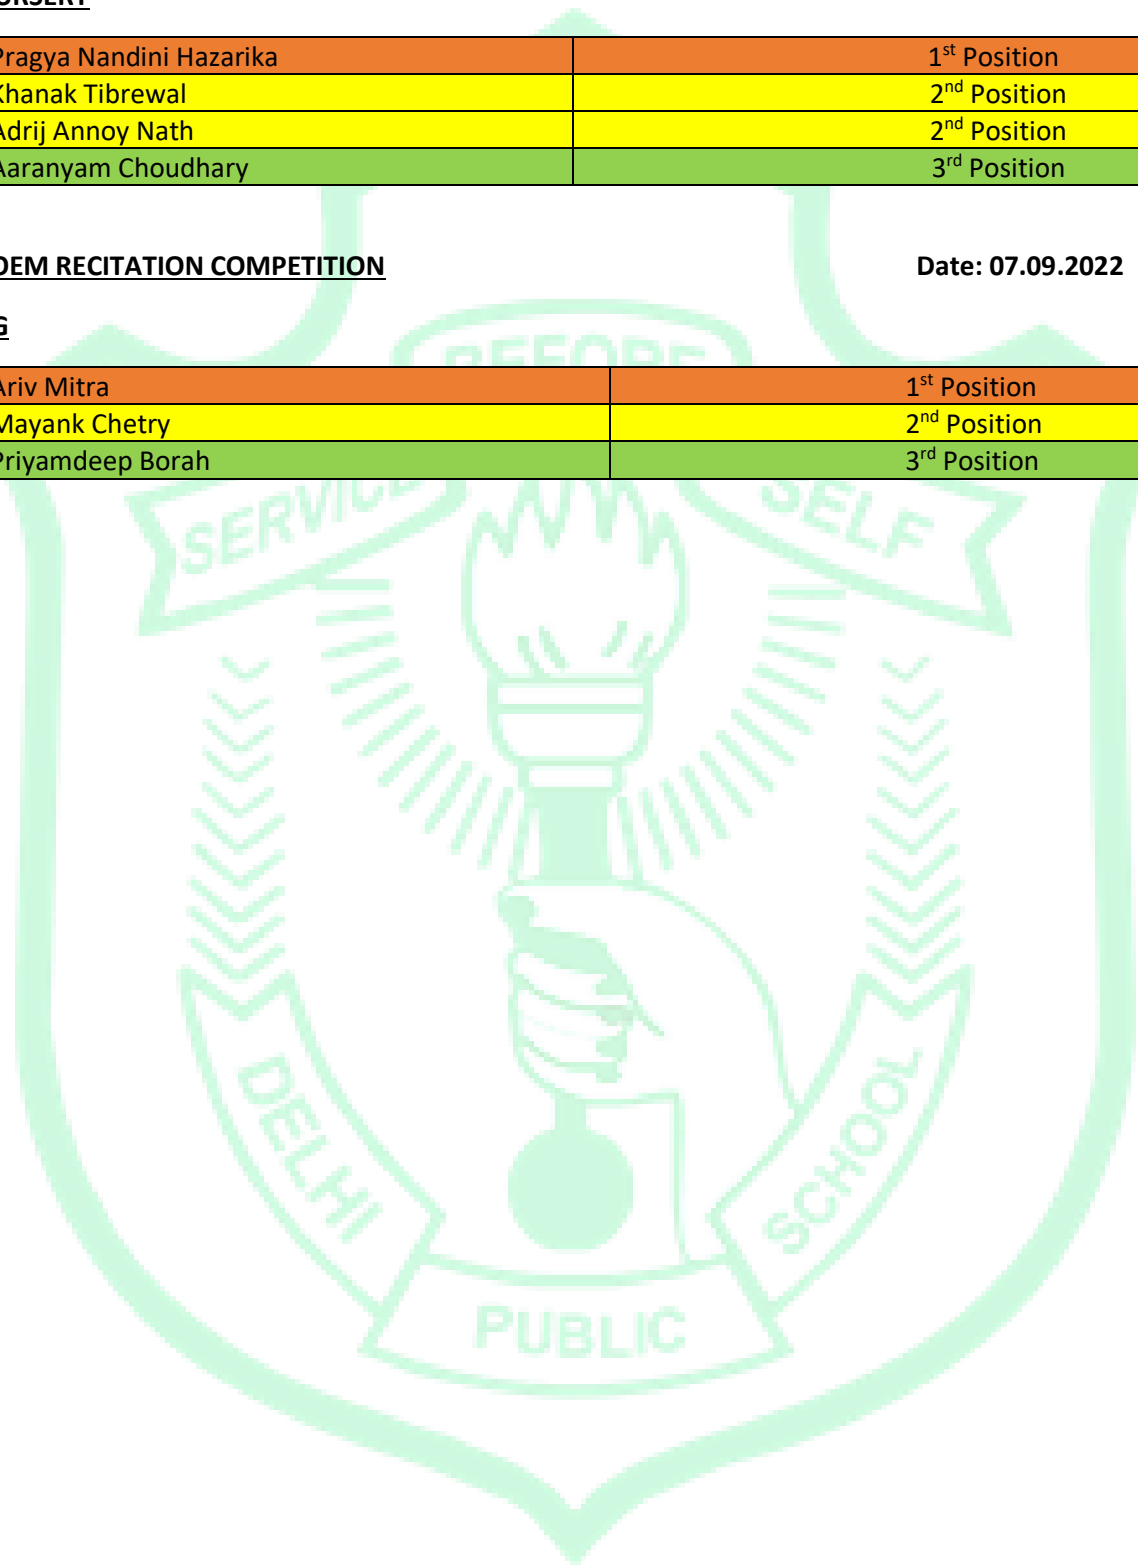 URSERY
Pragya Nandini Hazarika 1st Position
Khanak Tibrewal 2nd Position
Adrij Annoy Nath 2nd Position
Aaranyam Choudhary 3rd Position
OEM RECITATION COMPETITION Date: 07.09.2022
G
BEFORE
Ariv Mitra 1st Position
Mayank Chetry 2nd Position
Priyamdeep Borah 3rd Position
SERVICE SELF
DELHI PUBLIC SCHOOL